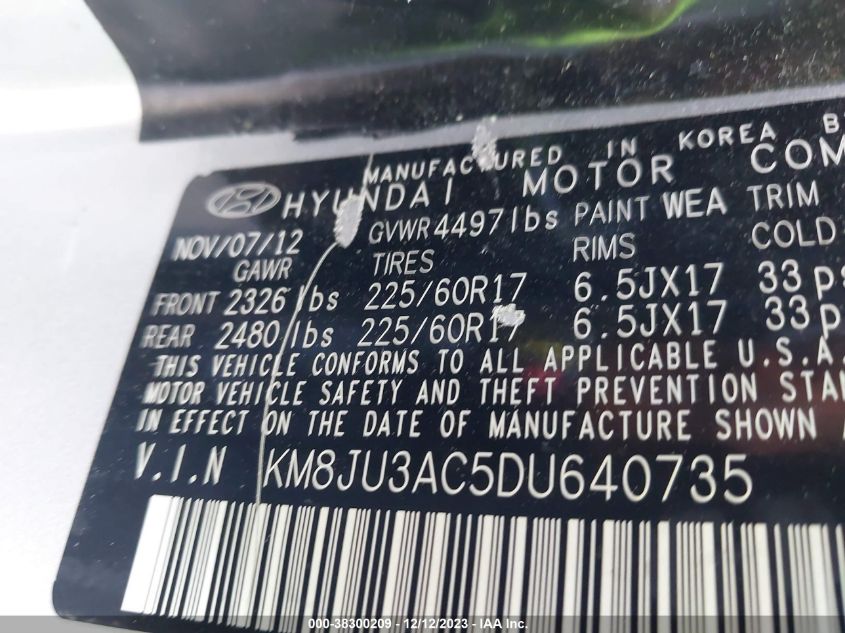 MANUFACTURED IN KOREA B
HYUNDAI MOTOR COM
NOV/07/12 GVWR 4497lbs PAINT WEA TRIM
GAWR TIRES RIMS COLD
FRONT 2326 lbs 225/60R17 6.5JX17 33 ps
REAR 2480 lbs 225/60R17 6.5JX17 33 p
THIS VEHICLE CONFORMS TO ALL APPLICABLE U.S.A.
MOTOR VEHICLE SAFETY AND THEFT PREVENTION STAN
IN EFFECT ON THE DATE OF MANUFACTURE SHOWN A
V.I.N KM8JU3AC5DU640735
000-38300209 - 12/12/2023 - Copart, Inc.